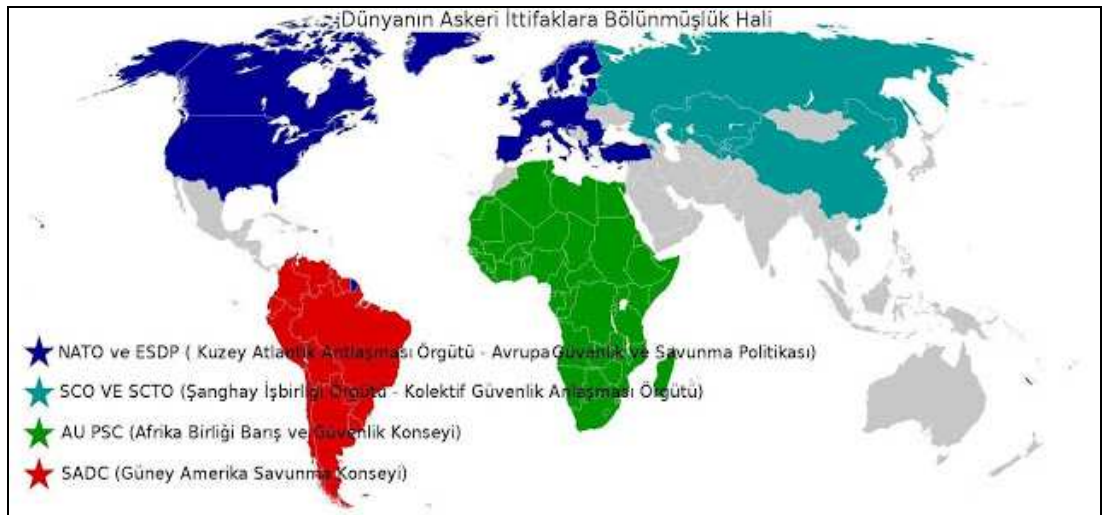 Dünyanın Askeri İttifaklara Bölünmüşlük Hali
NATO ve ESDP ( Kuzey Atlantik Antlaşması Örgütü - AvrupaGüvenlik ve Savunma Politikası)
SCO VE SCTO (Şanghay İşbirliği Örgütü - Kolektif Güvenlik Anlaşması Örgütü)
AU PSC (Afrika Birliği Barış ve Güvenlik Konseyi)
SADC (Güney Amerika Savunma Konseyi)